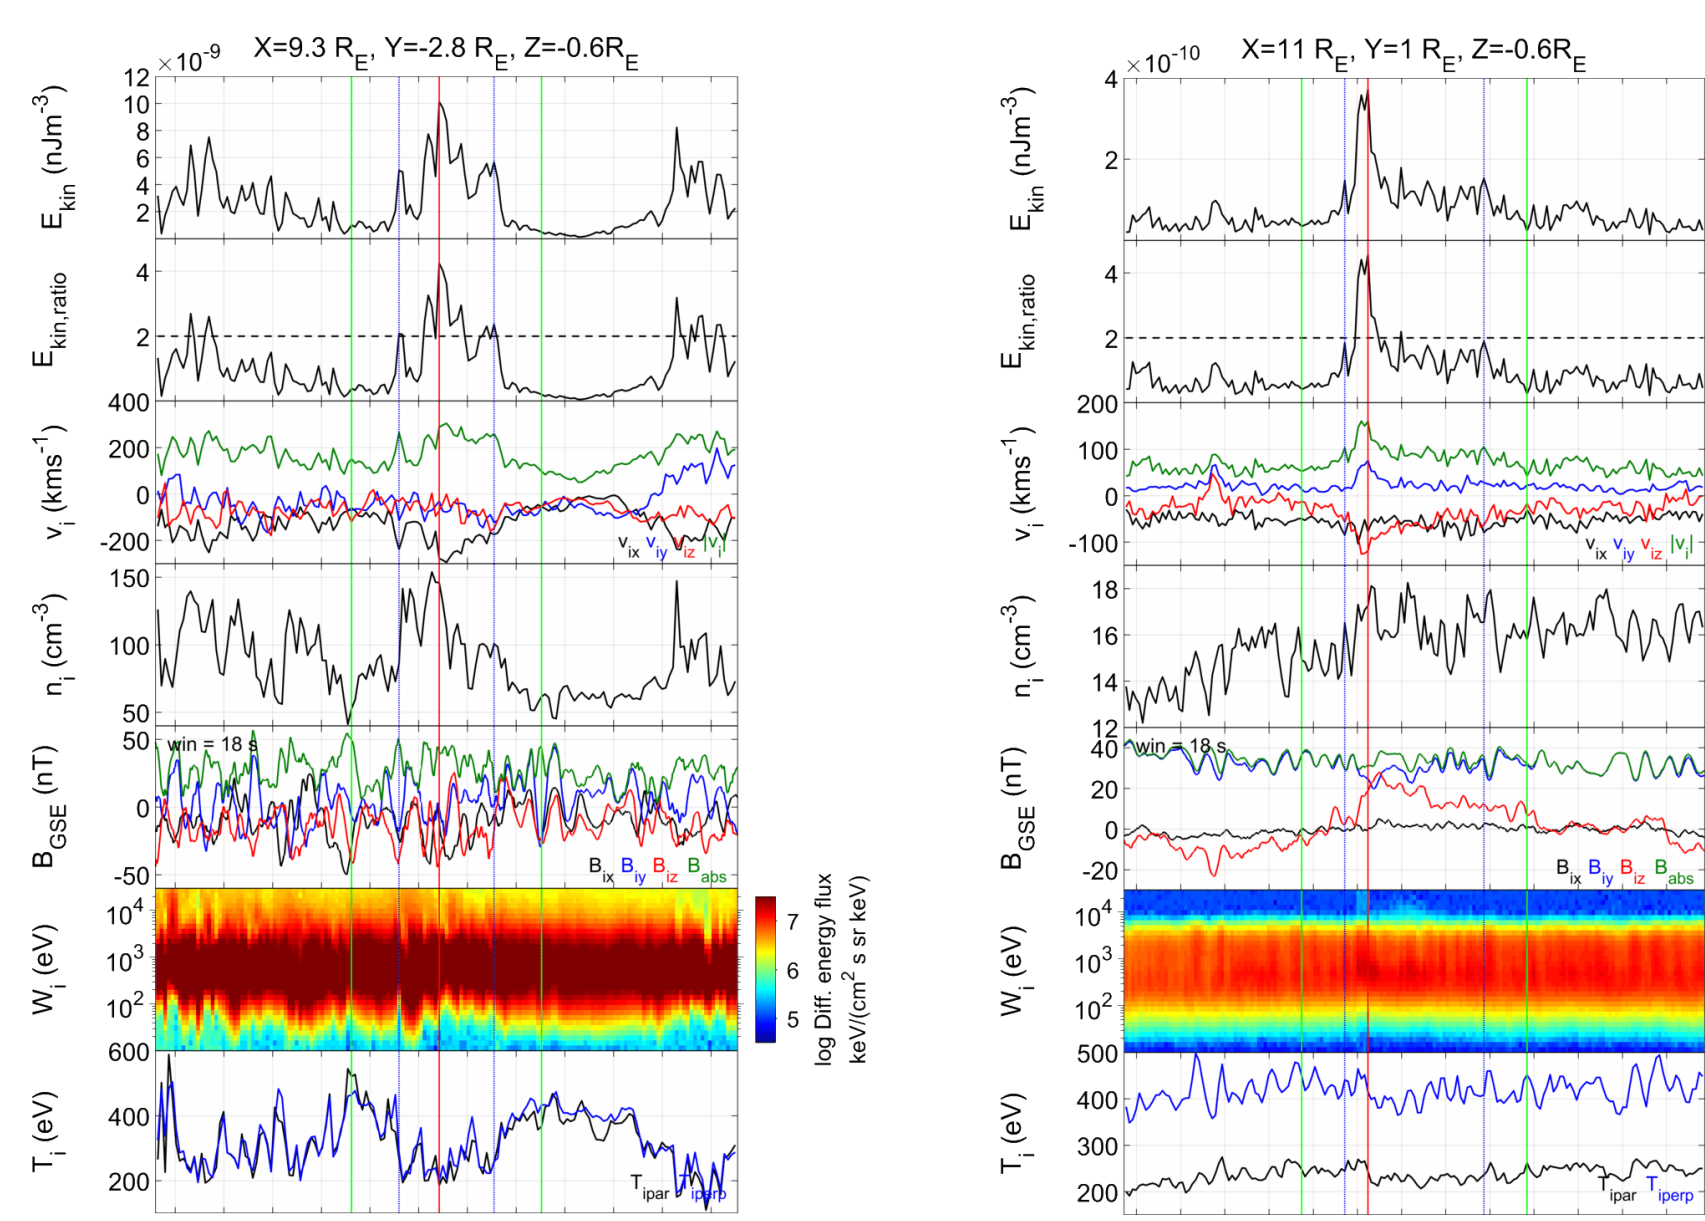 X=9.3 R_E, Y=-2.8 R_E, Z=-0.6R_E
×10^-9
E_kin (nJm^-3)
12
10
8
6
4
2
E_kin,ratio
4
2
v_i (kms^-1)
400
200
0
-200
v_ix v_iy v_iz |v_i|
n_i (cm^-3)
150
100
50
B_GSE (nT)
50
0
-50
win = 18 s
B_ix B_iy B_iz B_abs
W_i (eV)
10^4
10^3
10^2
7
6
5
log Diff. energy flux
keV/(cm^2 s sr keV)
T_i (eV)
600
400
200
T_ipar T_iperp
X=11 R_E, Y=1 R_E, Z=-0.6R_E
×10^-10
E_kin (nJm^-3)
4
2
E_kin,ratio
4
2
v_i (kms^-1)
200
100
0
-100
v_ix v_iy v_iz |v_i|
n_i (cm^-3)
18
16
14
12
B_GSE (nT)
40
20
0
-20
win = 18 s
B_ix B_iy B_iz B_abs
W_i (eV)
10^4
10^3
10^2
T_i (eV)
500
400
300
200
T_ipar T_iperp